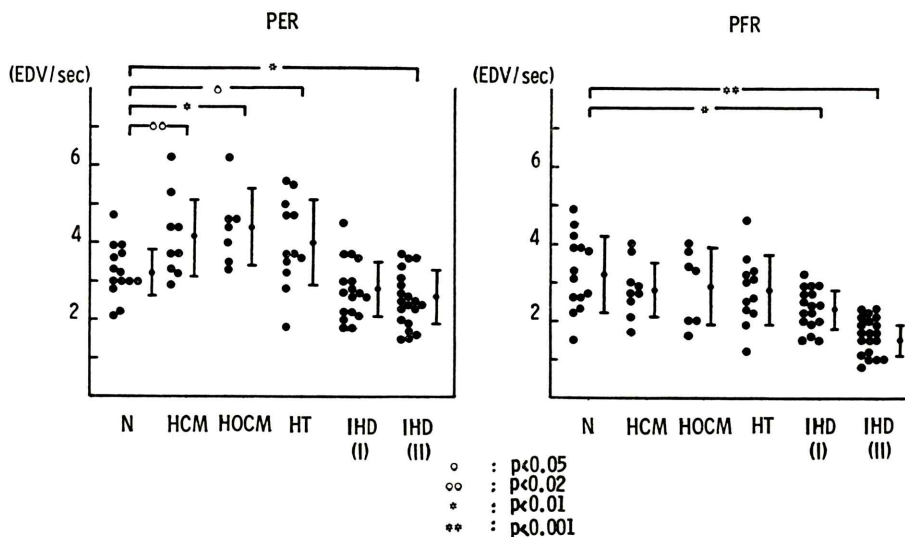 PER
PFR
(EDV/sec)
(EDV/sec)
*
**
○
*
*
○○
6
6
4
4
2
2
N HCM HOCM HT IHD (I) IHD (II)
N HCM HOCM HT IHD (I) IHD (II)
○ : p<0.05
○○ : p<0.02
* : p<0.01
** : p<0.001